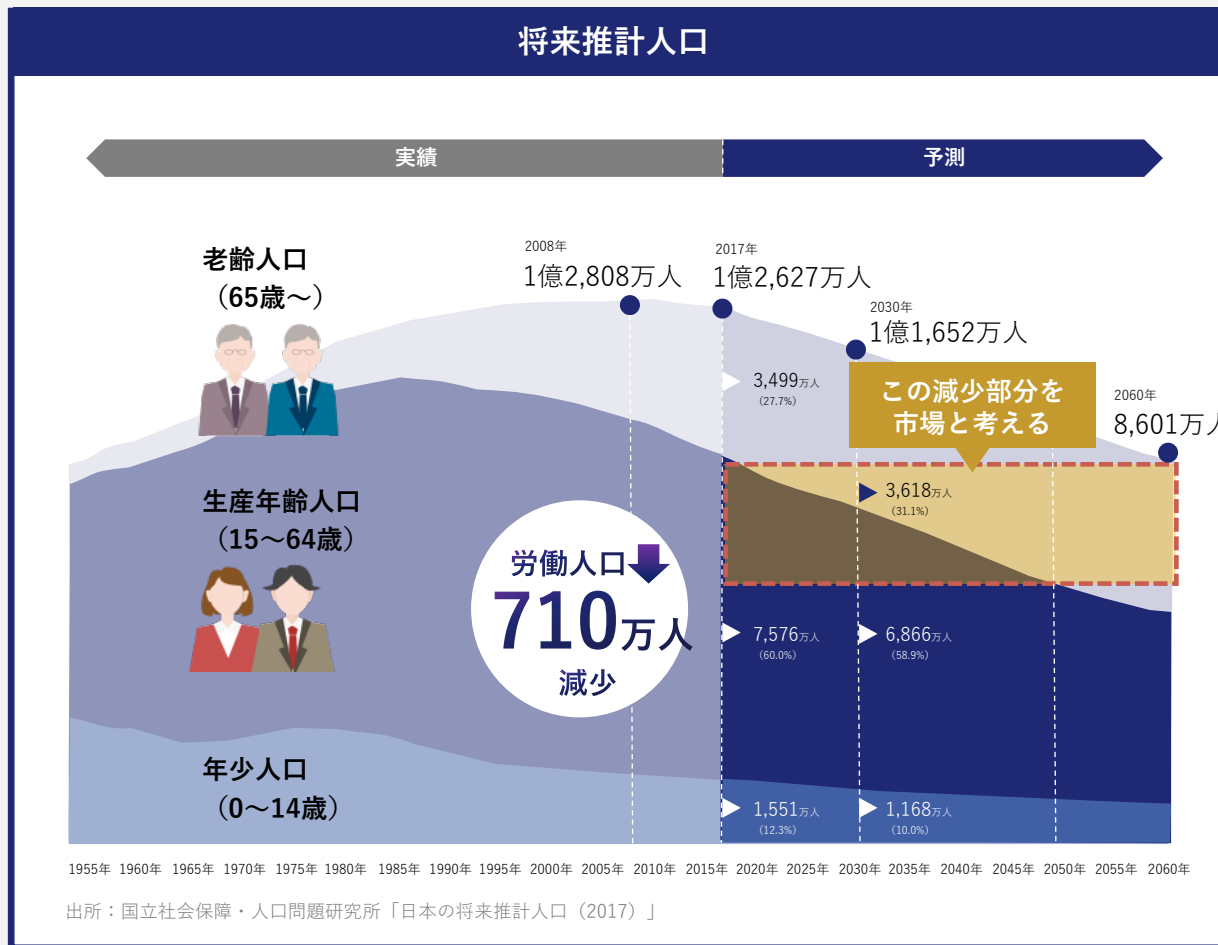 将来推計人口
実績
予測
老齢人口
（65歳～）
2008年
1億2,808万人
2017年
1億2,627万人
2030年
1億1,652万人
2060年
8,601万人
3,499万人
（27.7%）
この減少部分を
市場と考える
3,618万人
（31.1%）
生産年齢人口
（15～64歳）
労働人口
710万人
減少
7,576万人
（60.0%）
6,866万人
（58.9%）
年少人口
（0～14歳）
1,551万人
（12.3%）
1,168万人
（10.0%）
1955年 1960年 1965年 1970年 1975年 1980年 1985年 1990年 1995年 2000年 2005年 2010年 2015年 2020年 2025年 2030年 2035年 2040年 2045年 2050年 2055年 2060年
出所：国立社会保障・人口問題研究所「日本の将来推計人口（2017）」